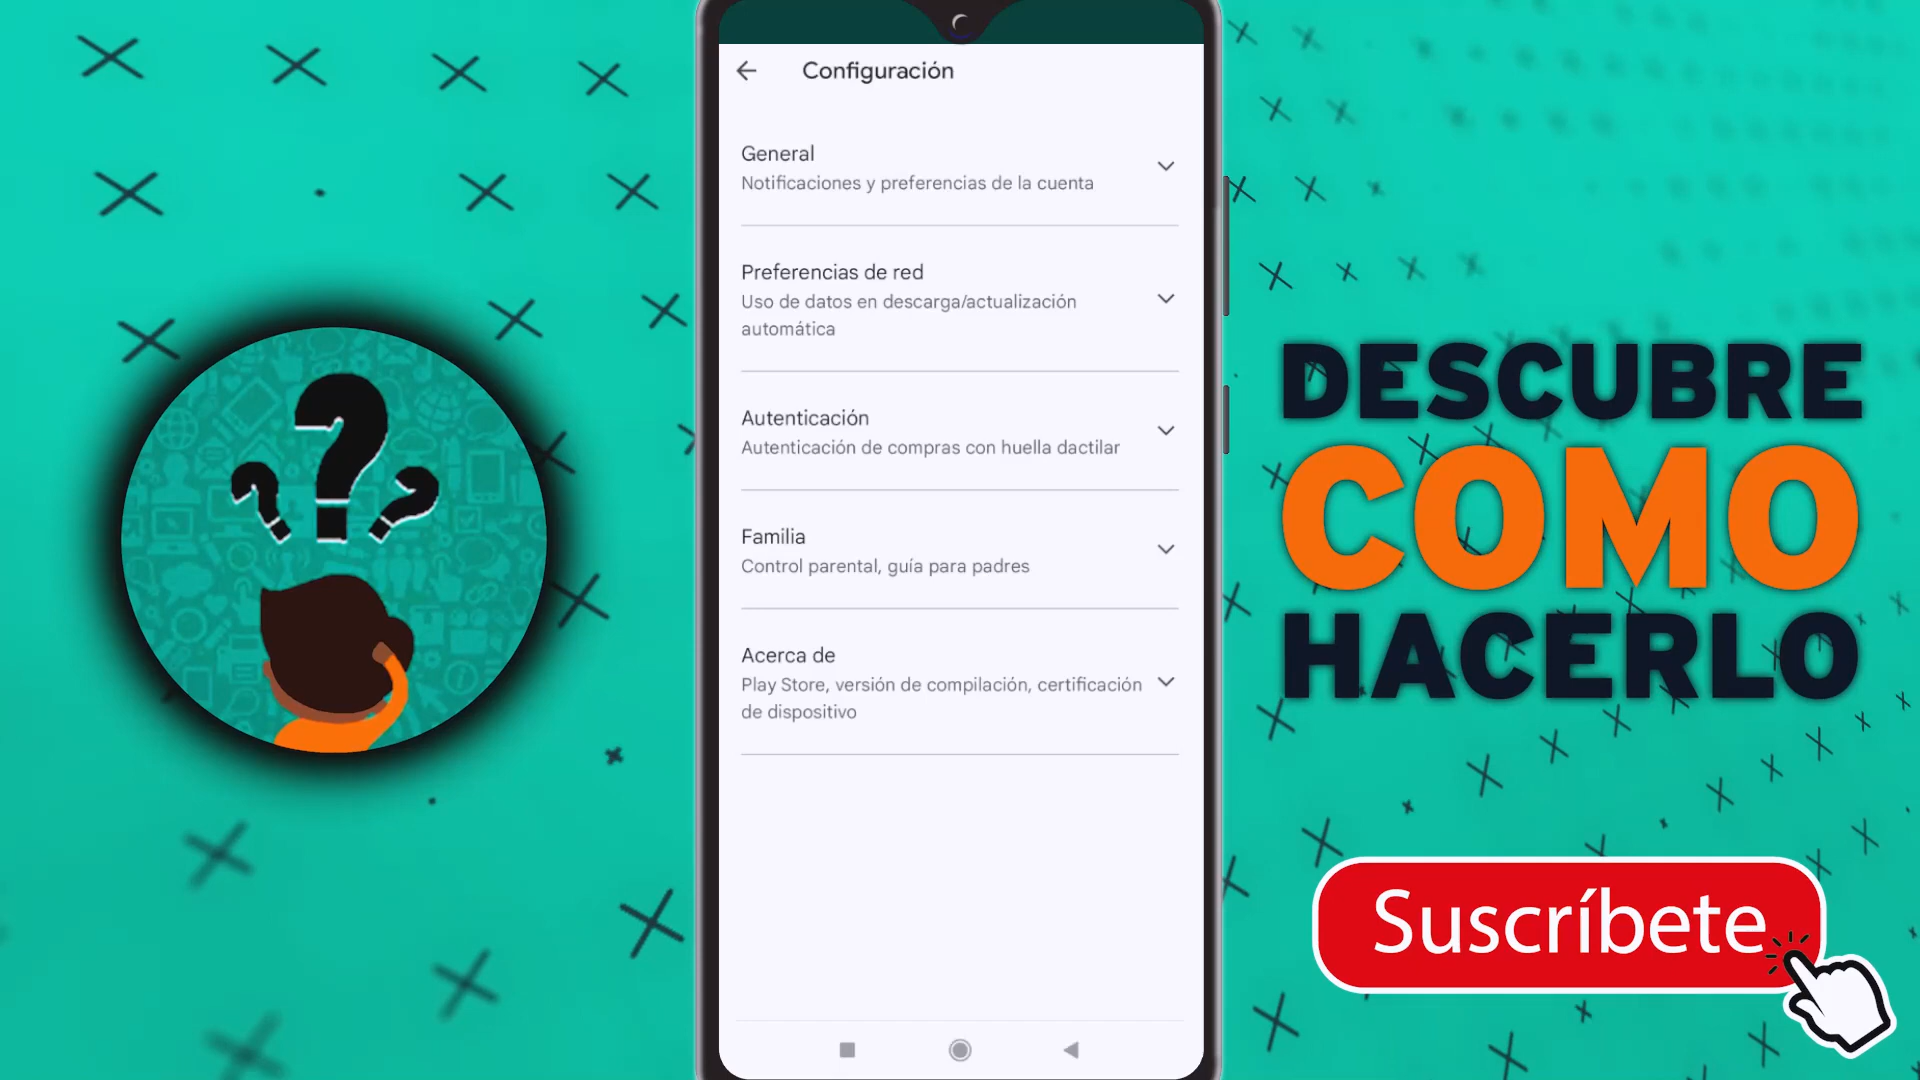 Configuración
General
Notificaciones y preferencias de la cuenta
Preferencias de red
Uso de datos en descarga/actualización
automática
Autenticación
Autenticación de compras con huella dactilar
Familia
Control parental, guía para padres
Acerca de
Play Store, versión de compilación, certificación
de dispositivo
DESCUBRE
COMO
HACERLO
Suscríbete